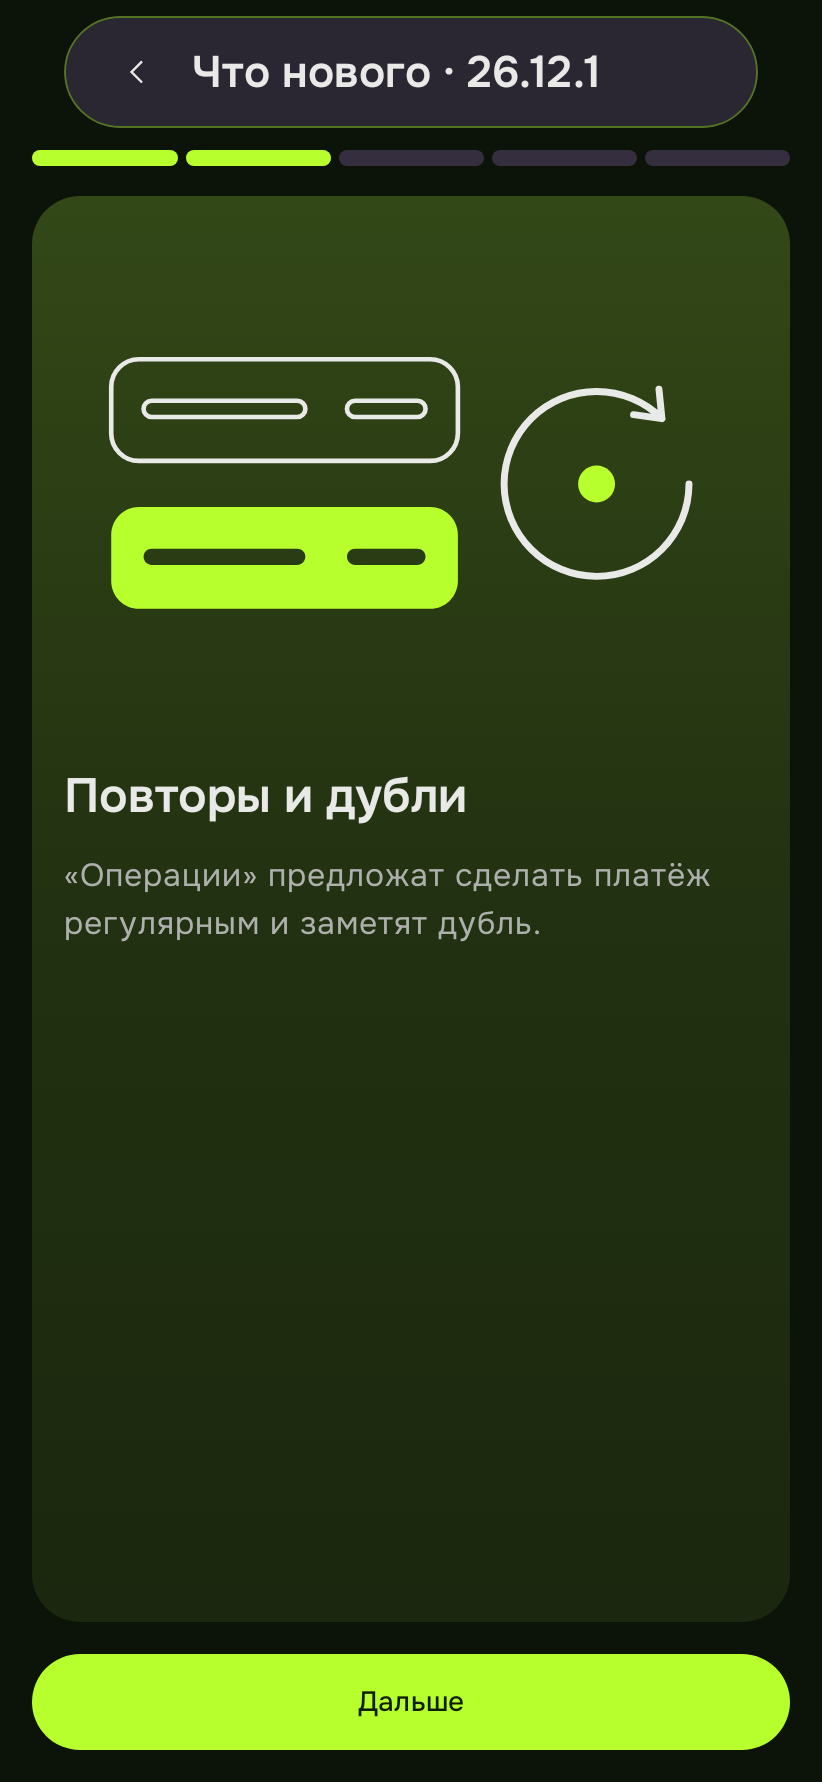 Что нового · 26.12.1
Повторы и дубли
«Операции» предложат сделать платёж
регулярным и заметят дубль.
Дальше